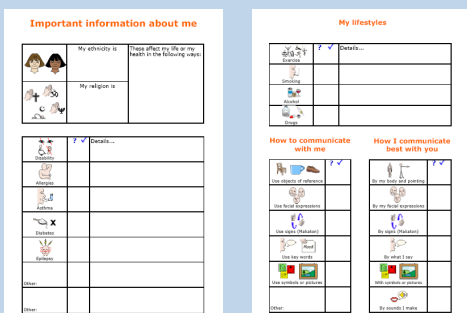 Important information about me
My ethnicity is
These affect my life or my
health in the following ways:
My religion is
? ✓ Details...
Disability
Allergies
Asthma
Diabetes
x
Epilepsy
Other:
Other:
My lifestyles
? ✓ Details...
Exercise
Smoking
Alcohol
Drugs
How to communicate
with me
? ✓
Use objects of reference
Use facial expressions
Use signs (Makaton)
Word
Use key words
Use symbols or pictures
Other:
How I communicate
best with you
? ✓
By my body and pointing
By my facial expressions
By signs (Makaton)
By what I say
With symbols or pictures
By sounds I make